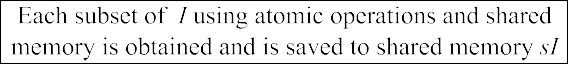 Each subset of I using atomic operations and shared
memory is obtained and is saved to shared memory sI